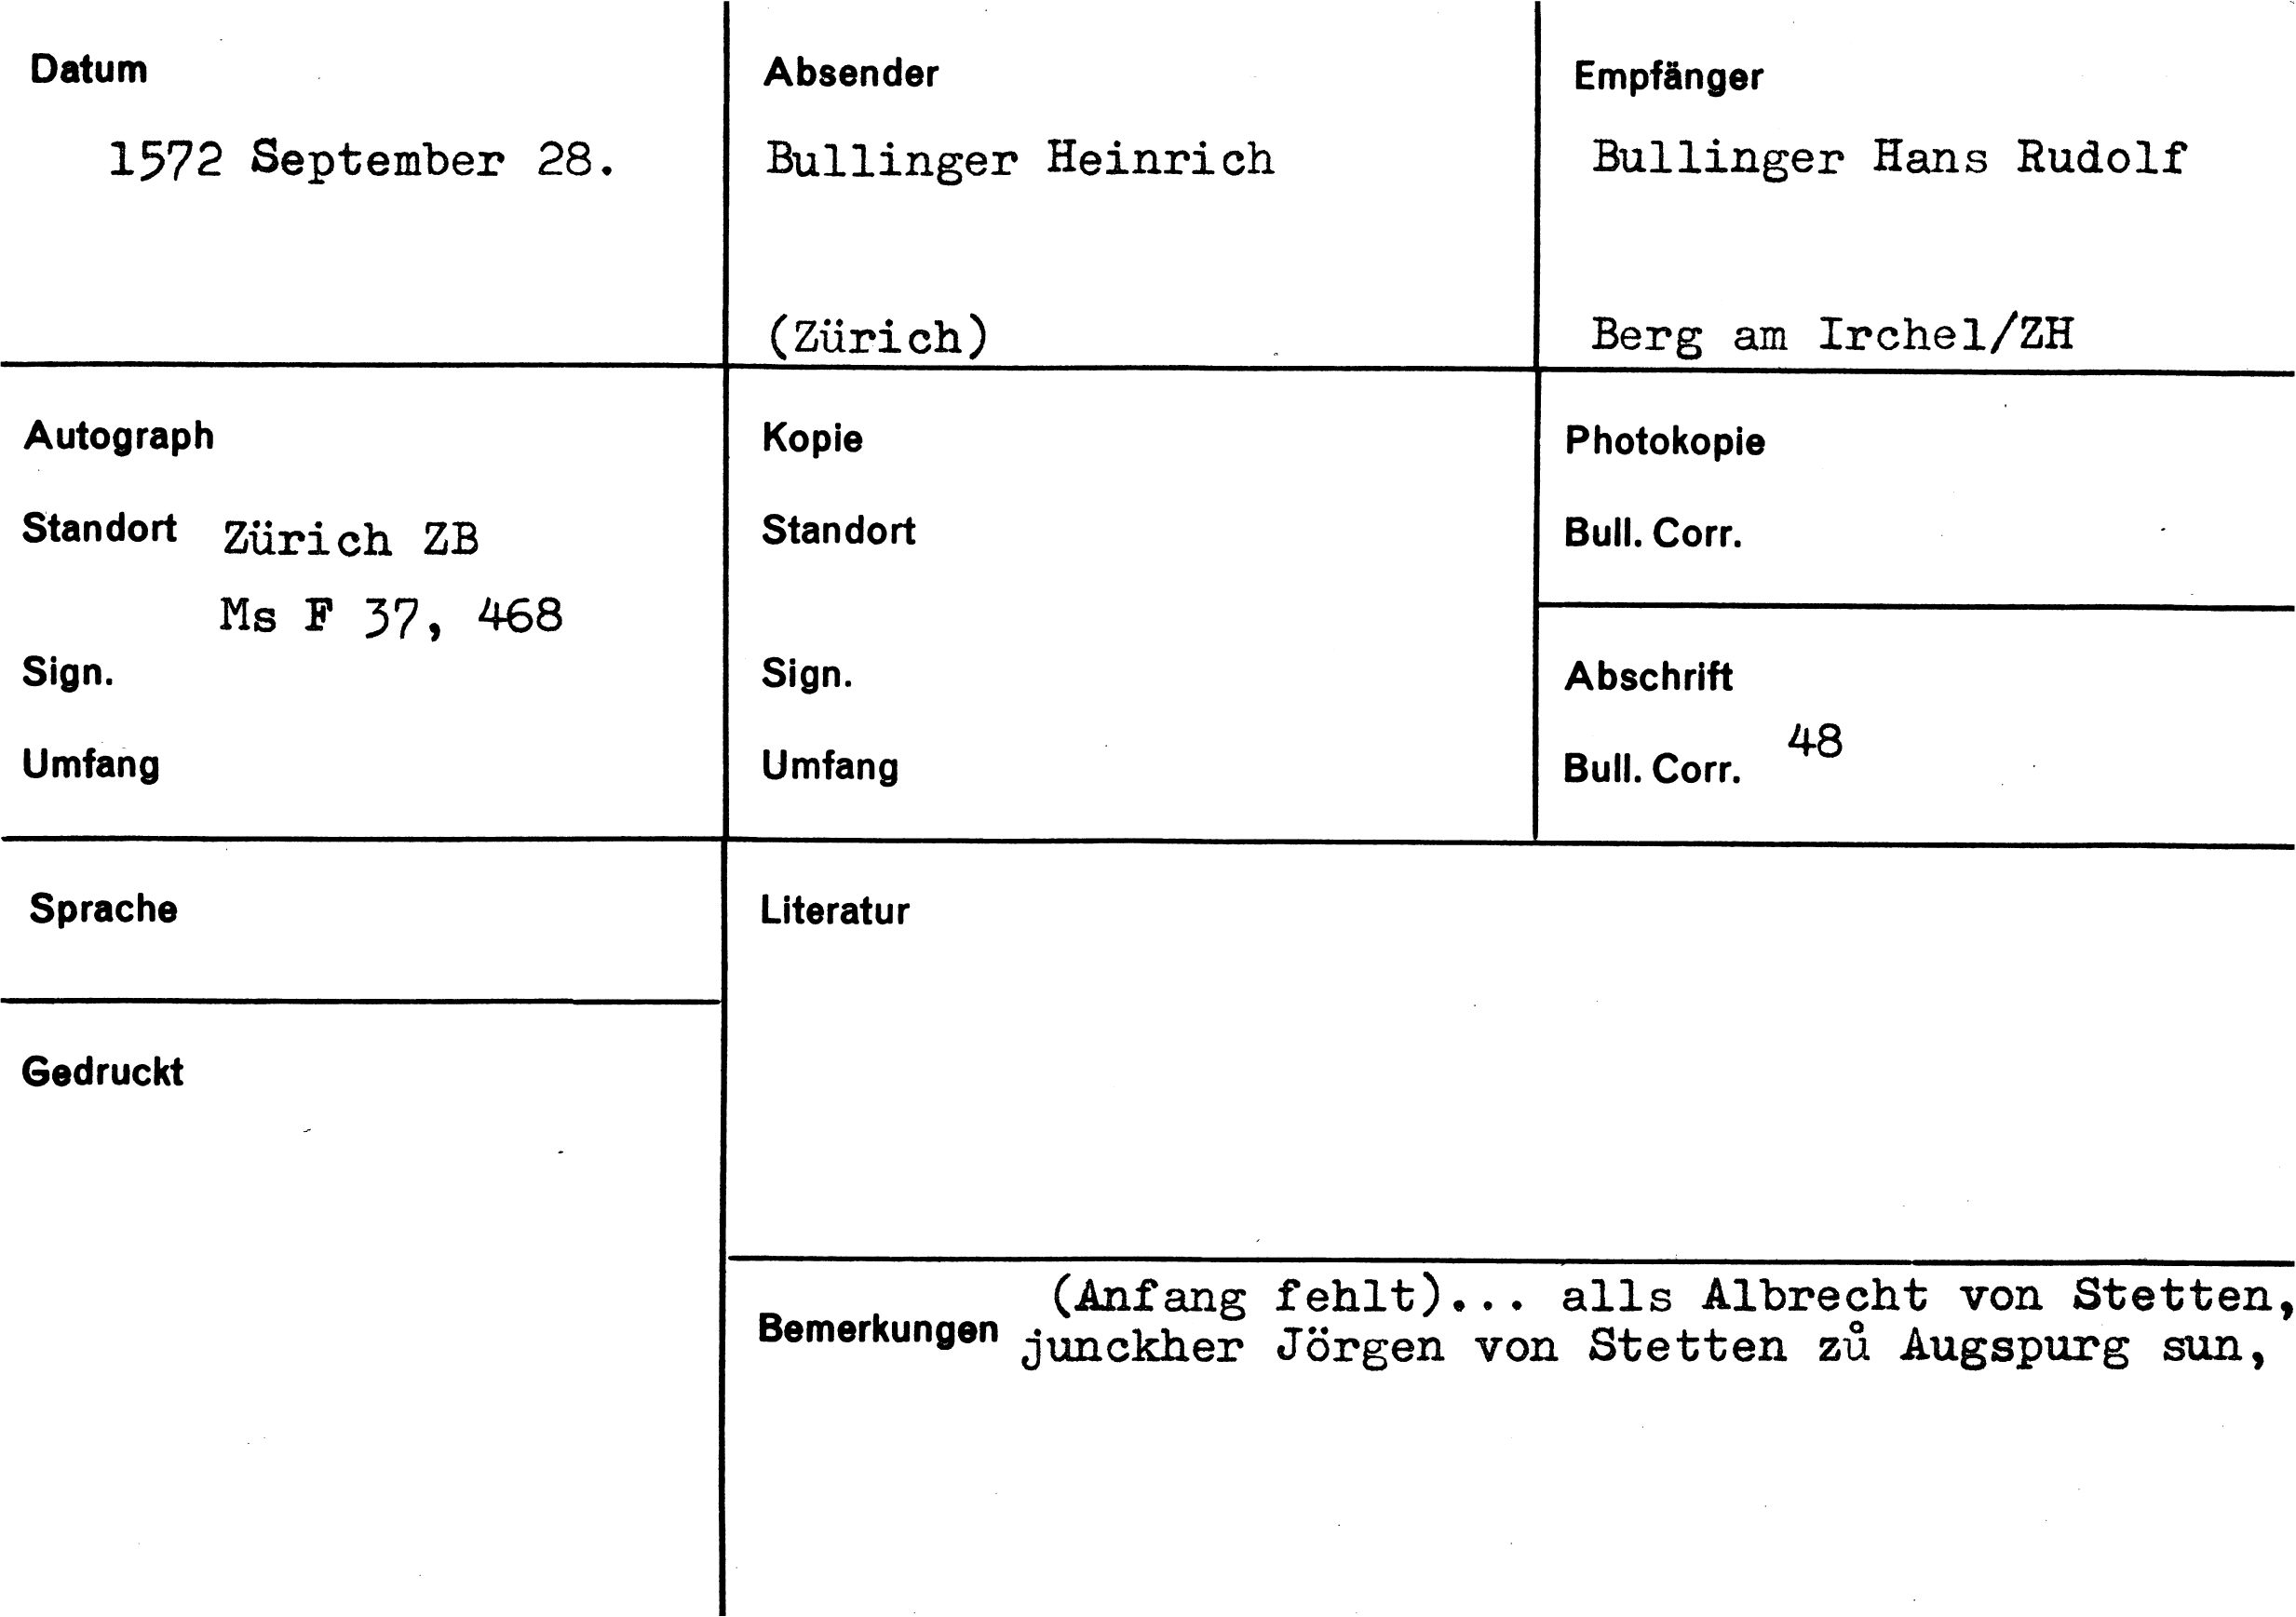 Datum
1572 September 28.
Absender
Bullinger Heinrich
(Zürich)
Empfänger
Bullinger Hans Rudolf
Berg am Irchel/ZH
Autograph
Standort Zürich ZB
Ms F 37, 468
Sign.
Umfang
Kopie
Standort
Sign.
Umfang
Photokopie
Bull. Corr.
Abschrift
48
Bull. Corr.
Sprache
Literatur
Gedruckt
Bemerkungen
(Anfang fehlt)... alls Albrecht von Stetten,
junckher Jörgen von Stetten zů Augspurg sun,